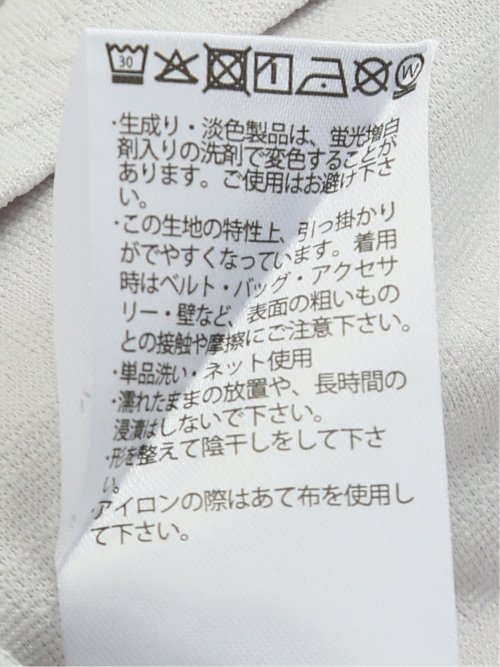 30 W
・生成り・淡色製品は、蛍光増白
剤入りの洗剤で変色することが
あります。ご使用はお避け下さ
い。
・この生地の特性上、引っ掛かり
がでやすくなっています。着用
時はベルト・バッグ・アクセサ
リー・壁など、表面の粗いもの
との接触や摩擦にご注意下さい。
・単品洗い・ネット使用
・濡れたままの放置や、長時間の
浸漬はしないで下さい。
・形を整えて陰干しをして下さ
い。
・アイロンの際はあて布を使用し
て下さい。